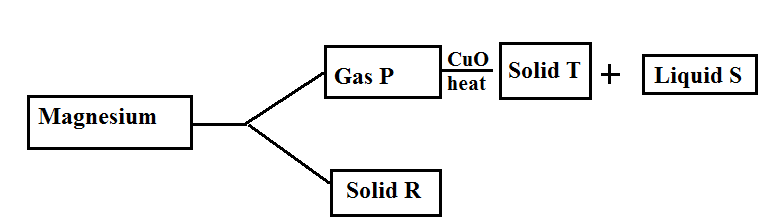 Magnesium
Gas P
CuO
heat
Solid T
+
Liquid S
Solid R